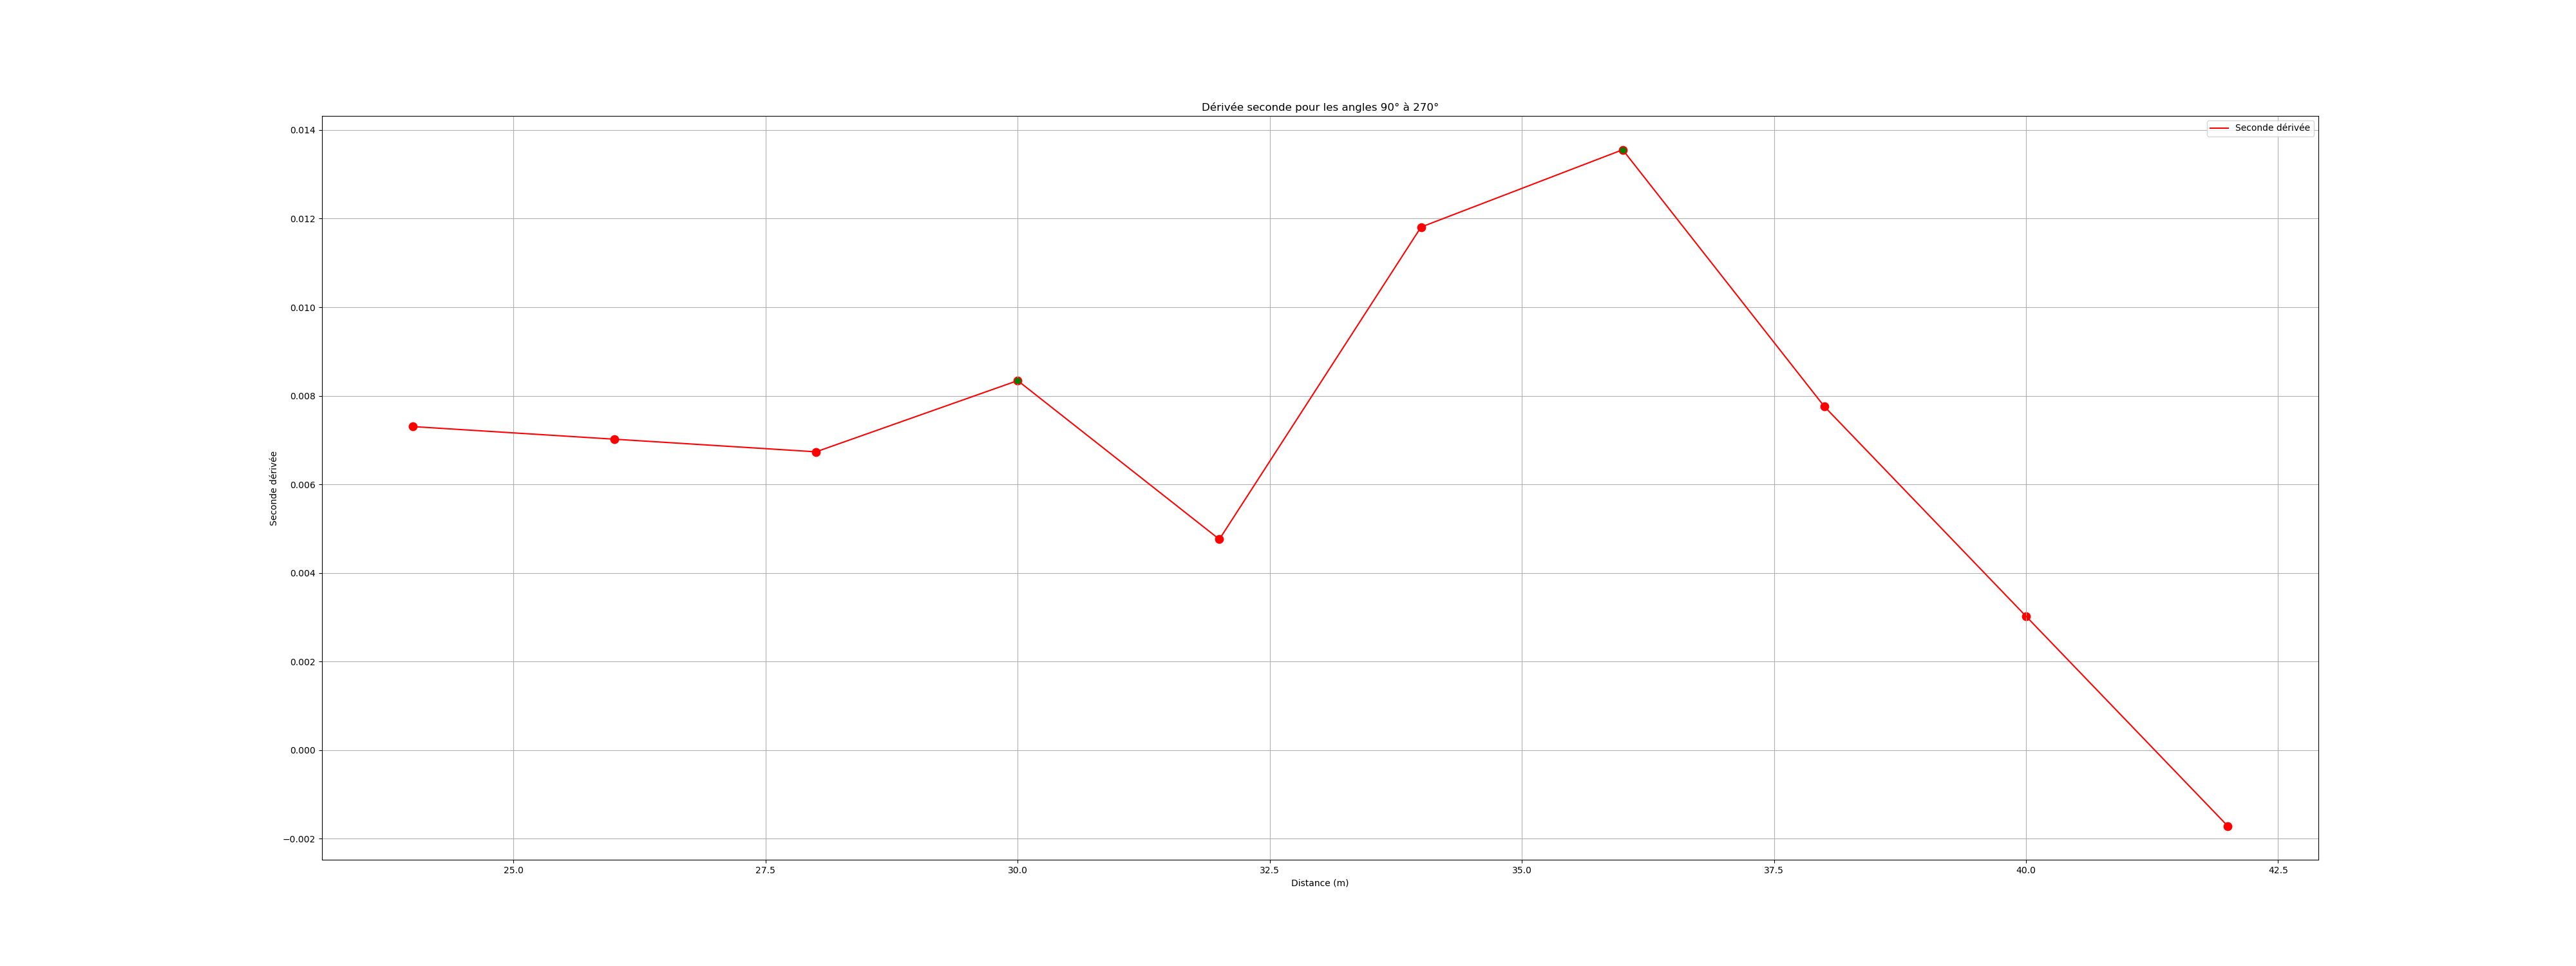 Dérivée seconde pour les angles 90° à 270°
Seconde dérivée
0.014
0.012
0.010
0.008
0.006
0.004
0.002
0.000
−0.002
Seconde dérivée
25.0 27.5 30.0 32.5 35.0 37.5 40.0 42.5
Distance (m)